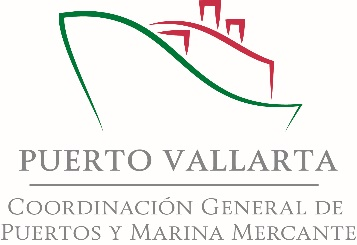 PUERTO VALLARTA
COORDINACIÓN GENERAL DE
PUERTOS Y MARINA MERCANTE